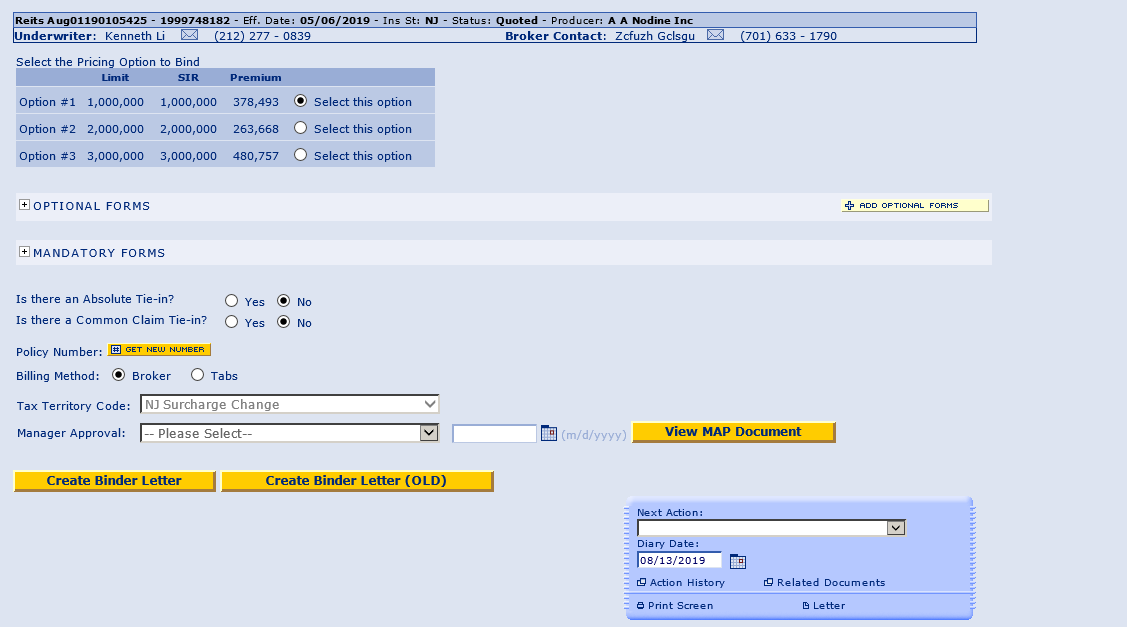 Reits Aug01190105425 - 1999748182 - Eff. Date: 05/06/2019 - Ins St: NJ - Status: Quoted - Producer: A A Nodine Inc
Underwriter: Kenneth Li (212) 277 - 0839 Broker Contact: Zcfuzh Gclsgu (701) 633 - 1790
Select the Pricing Option to Bind
Limit SIR Premium
Option #1 1,000,000 1,000,000 378,493 Select this option
Option #2 2,000,000 2,000,000 263,668 Select this option
Option #3 3,000,000 3,000,000 480,757 Select this option
OPTIONAL FORMS ADD OPTIONAL FORMS
MANDATORY FORMS
Is there an Absolute Tie-in? Yes No
Is there a Common Claim Tie-in? Yes No
Policy Number: # GET NEW NUMBER
Billing Method: Broker Tabs
Tax Territory Code: NJ Surcharge Change
Manager Approval: -- Please Select-- (m/d/yyyy) View MAP Document
Create Binder Letter Create Binder Letter (OLD)
Next Action:
Diary Date:
08/13/2019
Action History Related Documents
Print Screen Letter